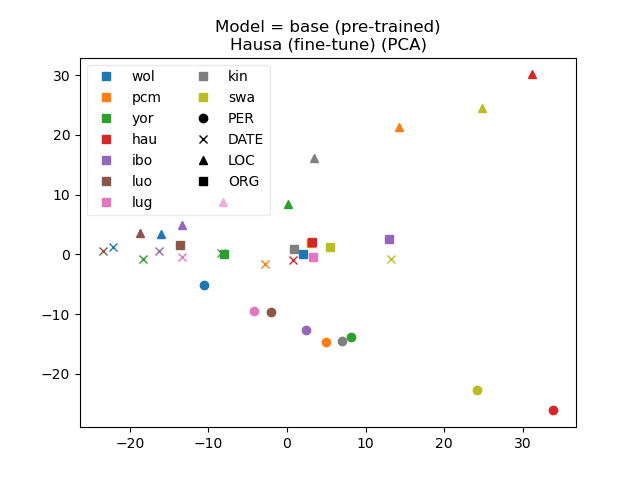 Model = base (pre-trained)
Hausa (fine-tune) (PCA)
wol
pcm
yor
hau
ibo
luo
lug
kin
swa
PER
DATE
LOC
ORG
30
20
10
0
−10
−20
−20
−10
0
10
20
30